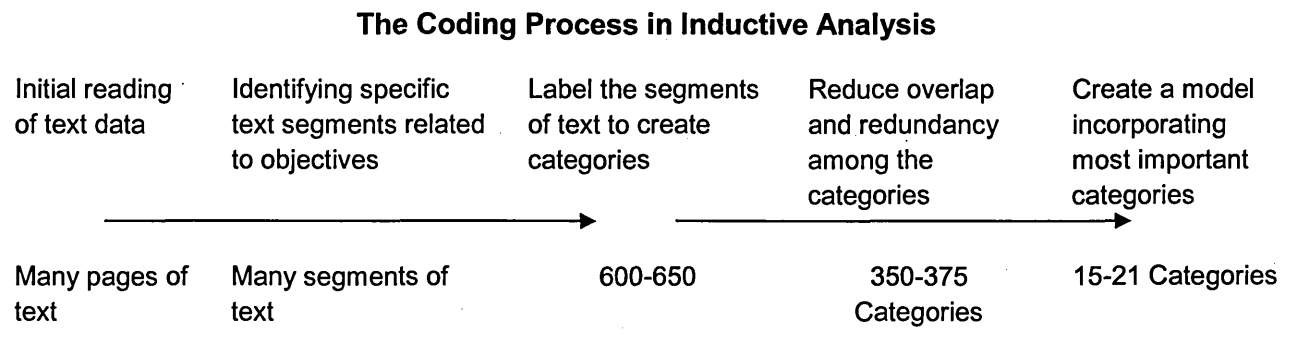 The Coding Process in Inductive Analysis
Initial reading
of text data
Identifying specific
text segments related
to objectives
Label the segments
of text to create
categories
Reduce overlap
and redundancy
among the
categories
Create a model
incorporating
most important
categories
Many pages of
text
Many segments of
text
600-650
350-375
Categories
15-21 Categories